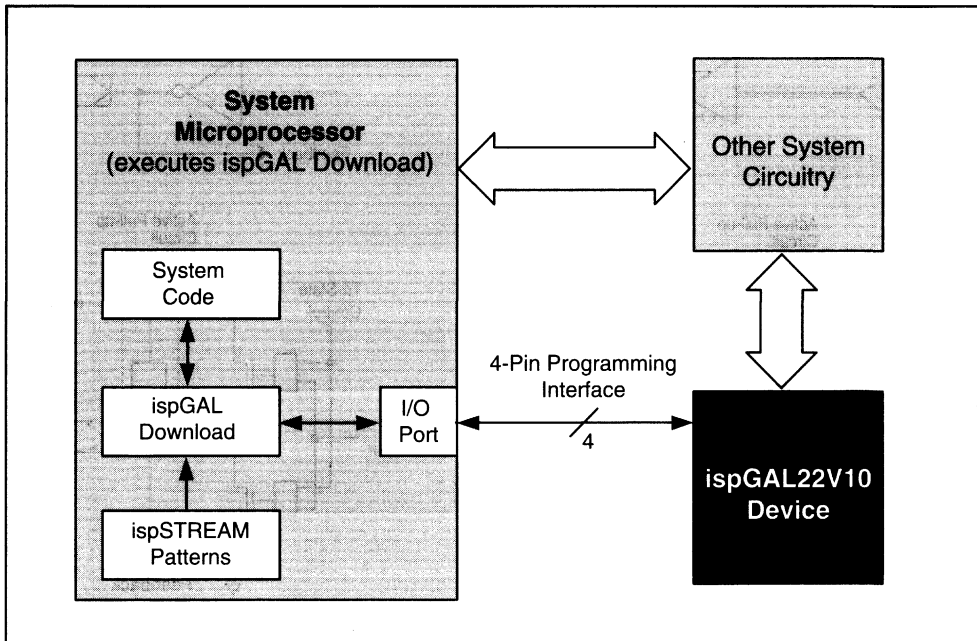 System
Microprocessor
(executes ispGAL Download)
System
Code
ispGAL
Download
ispSTREAM
Patterns
I/O
Port
4-Pin Programming
Interface
4
Other System
Circuitry
ispGAL22V10
Device